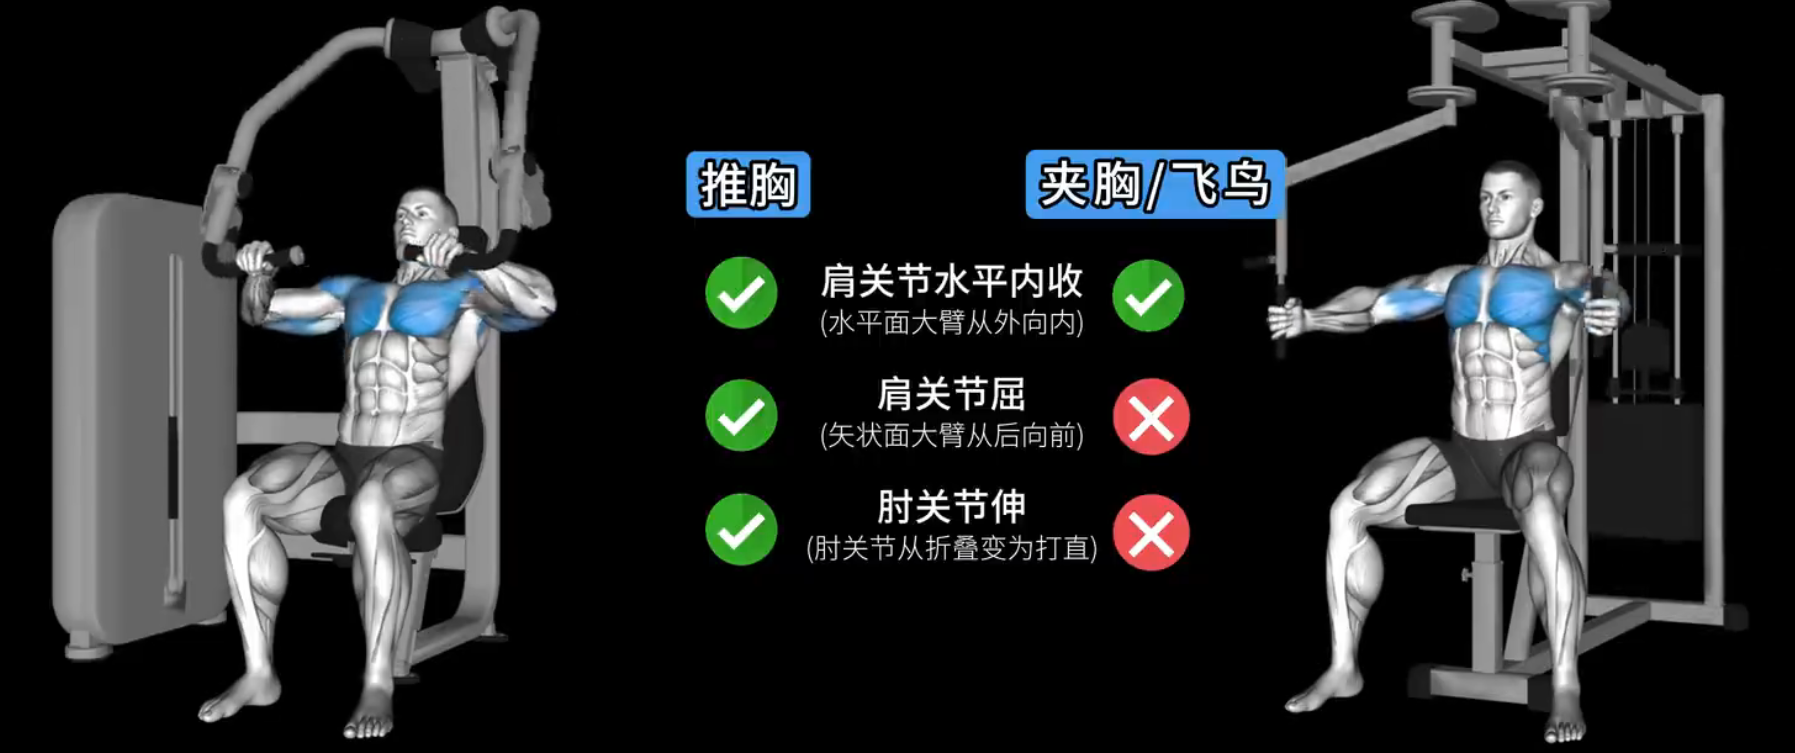 推胸
夹胸/飞鸟
肩关节水平内收
(水平面大臂从外向内)
肩关节屈
(矢状面大臂从后向前)
肘关节伸
(肘关节从折叠变为打直)